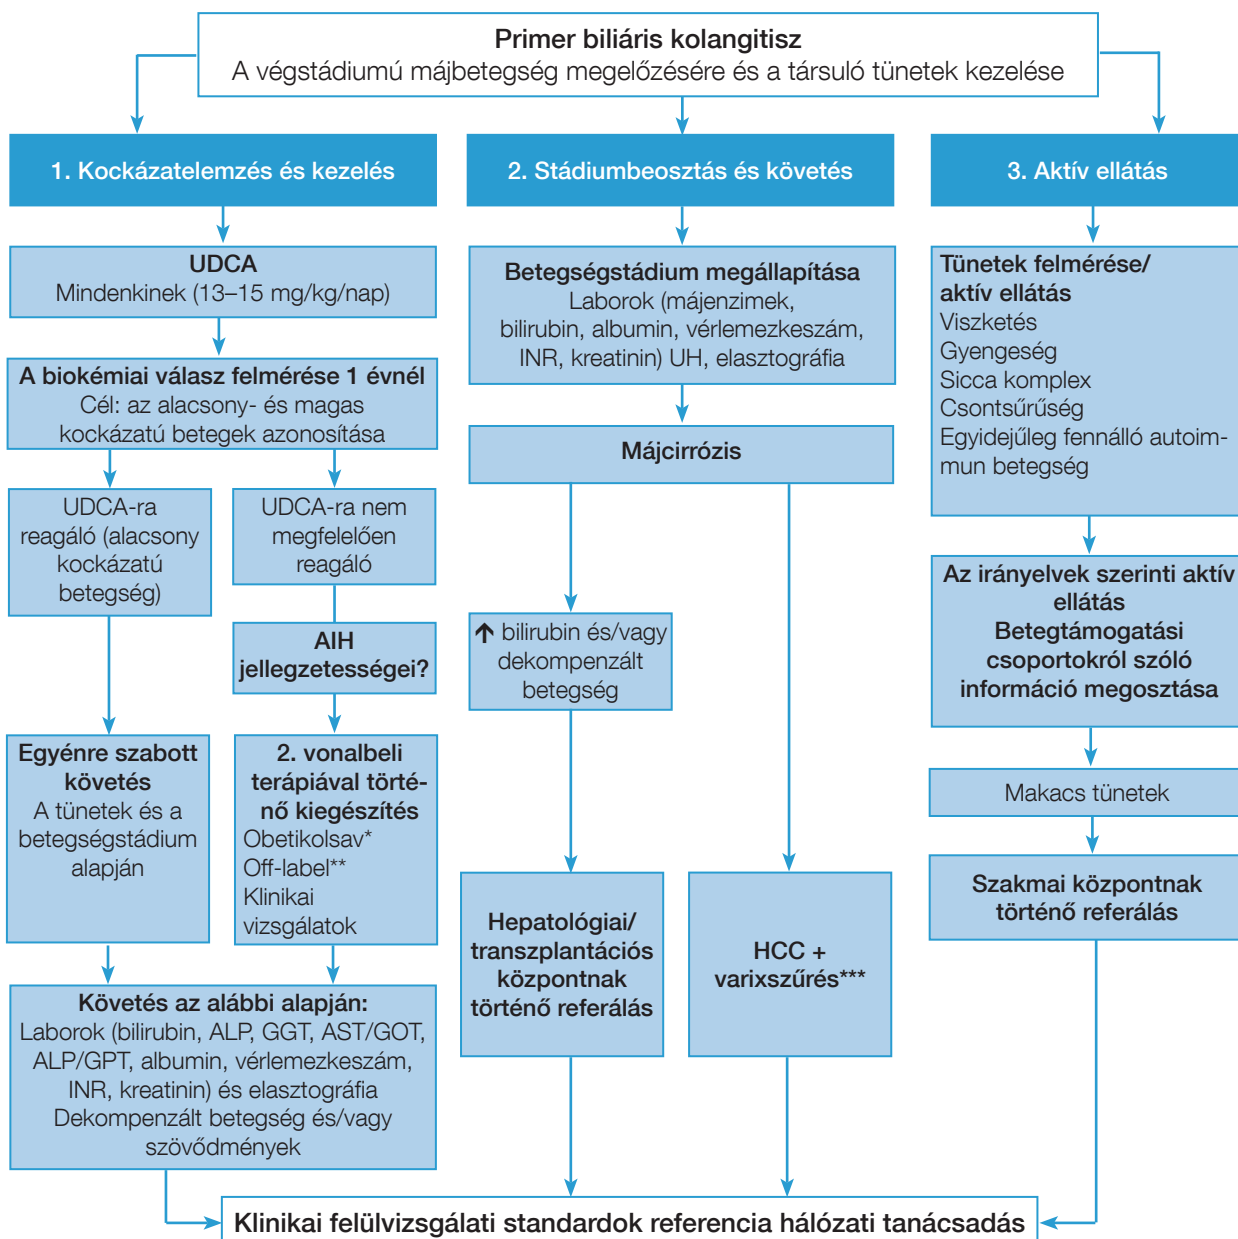 Primer biliáris kolangitisz
A végstádiumú májbetegség megelőzésére és a társuló tünetek kezelése
1. Kockázatelemzés és kezelés
UDCA
Mindenkinek (13–15 mg/kg/nap)
A biokémiai válasz felmérése 1 évnél
Cél: az alacsony- és magas
kockázatú betegek azonosítása
UDCA-ra
reagáló (alacsony
kockázatú
betegség)
UDCA-ra nem
megfelelően
reagáló
AIH
jellegzetességei?
Egyénre szabott
követés
A tünetek és a
betegségstádium
alapján
2. vonalbeli
terápiával törté-
nő kiegészítés
Obetikolsav*
Off-label**
Klinikai
vizsgálatok
Követés az alábbi alapján:
Laborok (bilirubin, ALP, GGT, AST/GOT,
ALP/GPT, albumin, vérlemezkeszám,
INR, kreatinin) és elasztográfia
Dekompenzált betegség és/vagy
szövődmények
2. Stádiumbeosztás és követés
Betegségstádium megállapítása
Laborok (májenzimek,
bilirubin, albumin, vérlemezkeszám,
INR, kreatinin) UH, elasztográfia
Májcirrózis
↑ bilirubin és/vagy
dekompenzált
betegség
Hepatológiai/
transzplantációs
központnak
történő referálás
HCC +
varixszűrés***
3. Aktív ellátás
Tünetek felmérése/
aktív ellátás
Viszketés
Gyengeség
Sicca komplex
Csontsűrűség
Egyidejűleg fennálló autoim-
mun betegség
Az irányelvek szerinti aktív
ellátás
Betegtámogatási
csoportokról szóló
információ megosztása
Makacs tünetek
Szakmai központnak
történő referálás
Klinikai felülvizsgálati standardok referencia hálózati tanácsadás